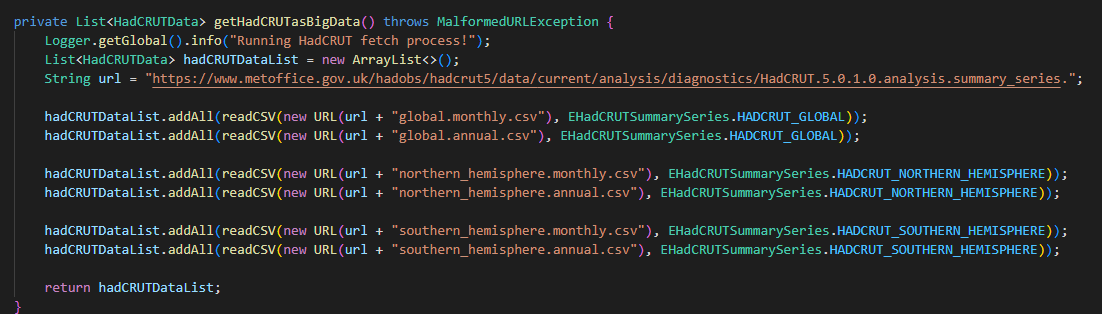 private List<HadCRUTData> getHadCRUTasBigData() throws MalformedURLException {
    Logger.getGlobal().info("Running HadCRUT fetch process!");
    List<HadCRUTData> hadCRUTDataList = new ArrayList<>();
    String url = "https://www.metoffice.gov.uk/hadobs/hadcrut5/data/current/analysis/diagnostics/HadCRUT.5.0.1.0.analysis.summary_series.";
    hadCRUTDataList.addAll(readCSV(new URL(url + "global.monthly.csv"), EHadCRUTSummarySeries.HADCRUT_GLOBAL));
    hadCRUTDataList.addAll(readCSV(new URL(url + "global.annual.csv"), EHadCRUTSummarySeries.HADCRUT_GLOBAL));
    hadCRUTDataList.addAll(readCSV(new URL(url + "northern_hemisphere.monthly.csv"), EHadCRUTSummarySeries.HADCRUT_NORTHERN_HEMISPHERE));
    hadCRUTDataList.addAll(readCSV(new URL(url + "northern_hemisphere.annual.csv"), EHadCRUTSummarySeries.HADCRUT_NORTHERN_HEMISPHERE));
    hadCRUTDataList.addAll(readCSV(new URL(url + "southern_hemisphere.monthly.csv"), EHadCRUTSummarySeries.HADCRUT_SOUTHERN_HEMISPHERE));
    hadCRUTDataList.addAll(readCSV(new URL(url + "southern_hemisphere.annual.csv"), EHadCRUTSummarySeries.HADCRUT_SOUTHERN_HEMISPHERE));
    return hadCRUTDataList;
}